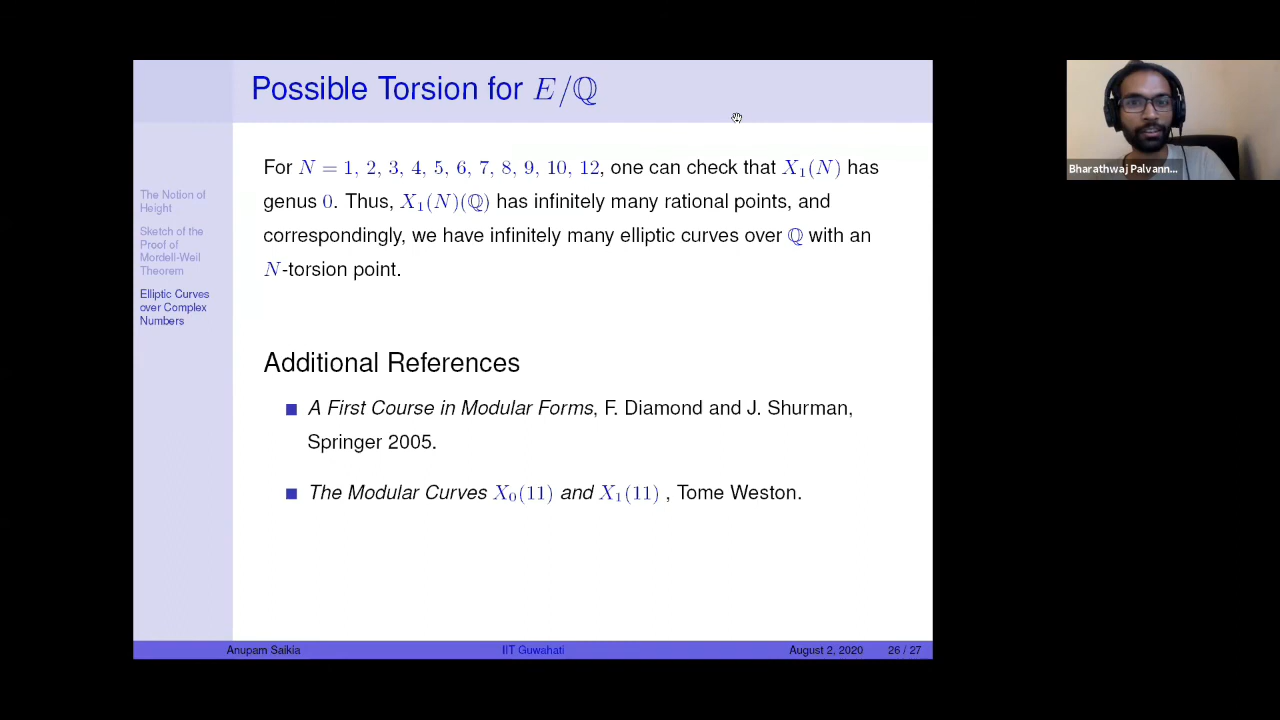 Possible Torsion for E/ℚ
For N = 1, 2, 3, 4, 5, 6, 7, 8, 9, 10, 12, one can check that X₁(N) has
genus 0. Thus, X₁(N)(ℚ) has infinitely many rational points, and
correspondingly, we have infinitely many elliptic curves over ℚ with an
N-torsion point.
The Notion of
Height
Sketch of the
Proof of
Mordell-Weil
Theorem
Elliptic Curves
over Complex
Numbers
Additional References
A First Course in Modular Forms, F. Diamond and J. Shurman,
Springer 2005.
The Modular Curves X₀(11) and X₁(11) , Tome Weston.
Anupam Saikia IIT Guwahati August 2, 2020 26 / 27
Bharathwaj Palvann...